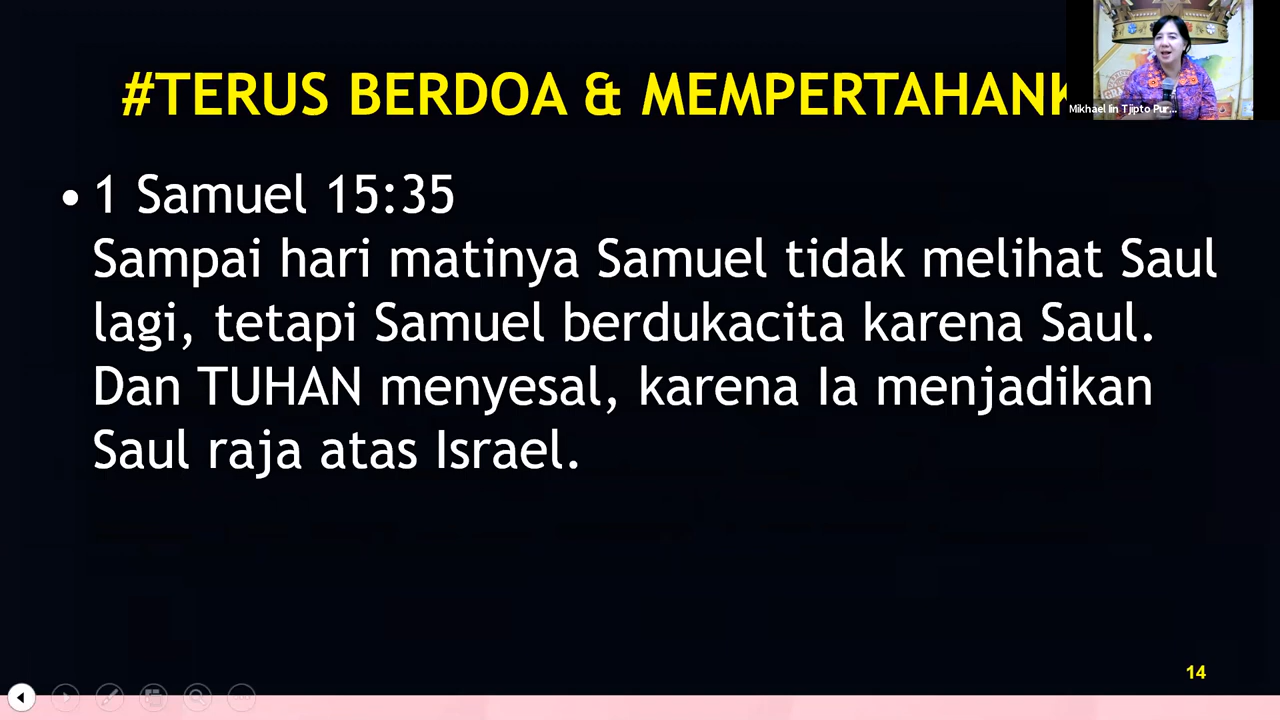 #TERUS BERDOA & MEMPERTAHANK
Mikhael Iin Tjipto Pur...
• 1 Samuel 15:35
Sampai hari matinya Samuel tidak melihat Saul
lagi, tetapi Samuel berdukacita karena Saul.
Dan TUHAN menyesal, karena Ia menjadikan
Saul raja atas Israel.
14